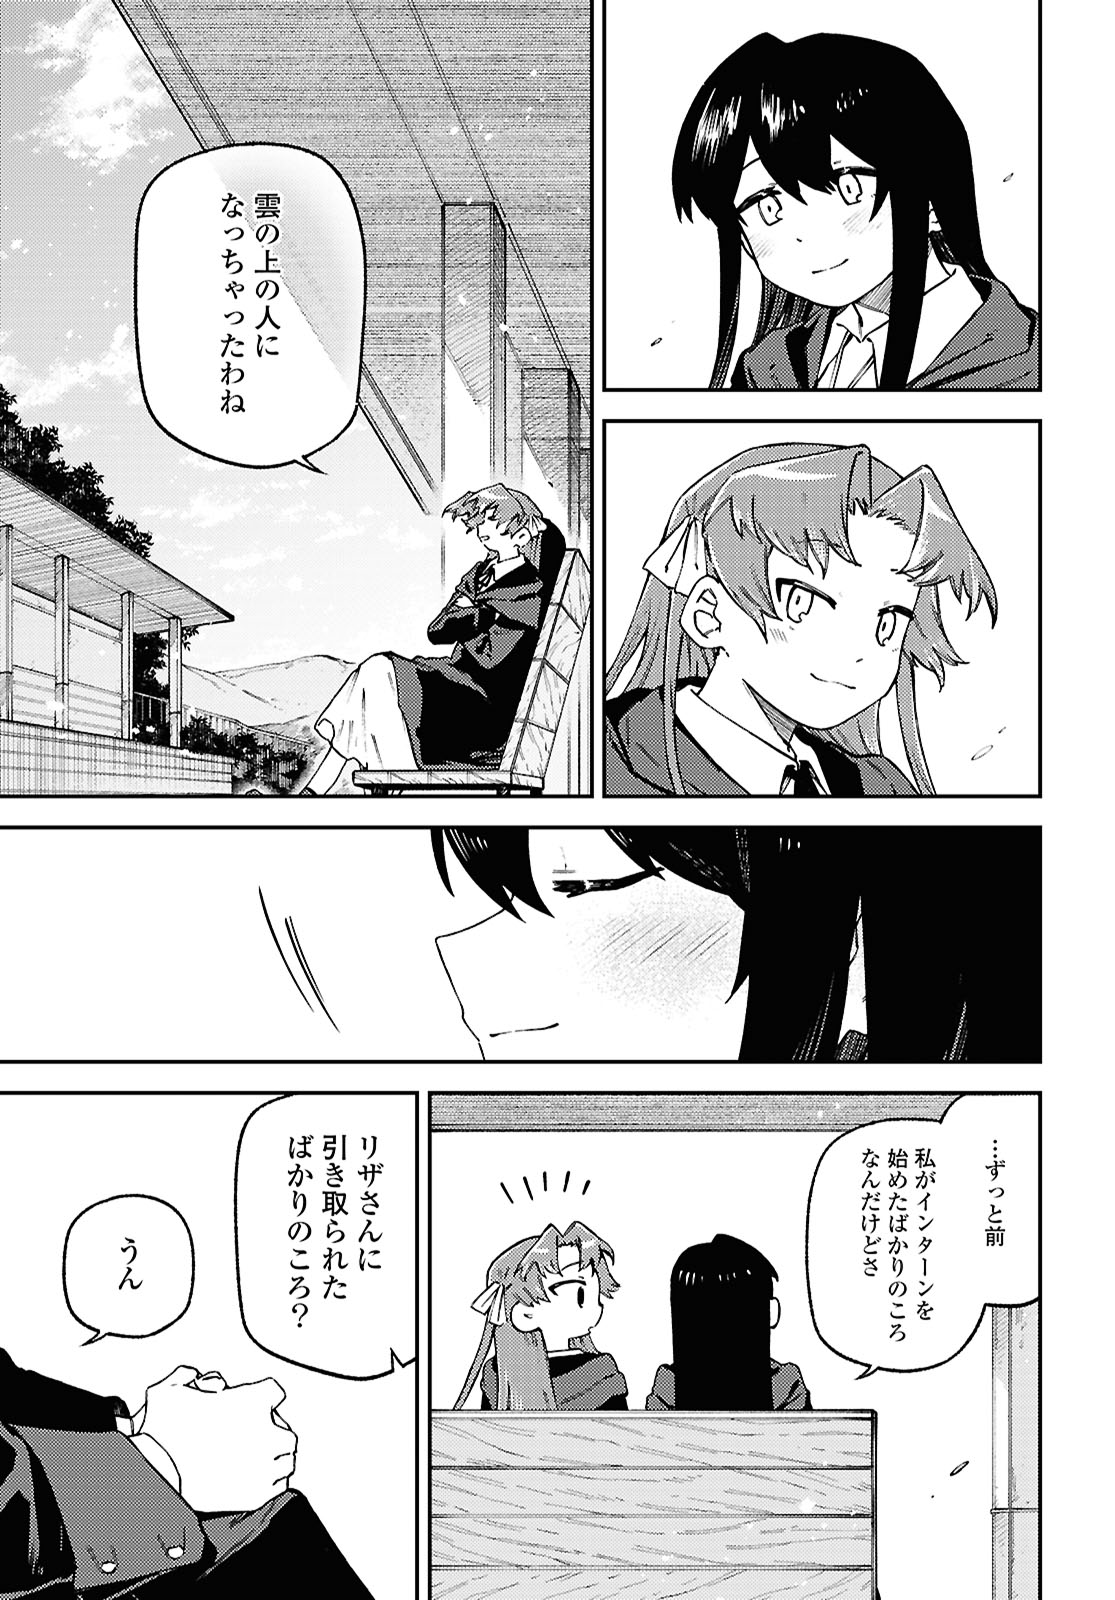 雲の上の人に
なっちゃったわね
…ずっと前
私がインターンを
始めたばかりのころ
なんだけどさ
リザさんに
引き取られた
ばかりのころ？
うん